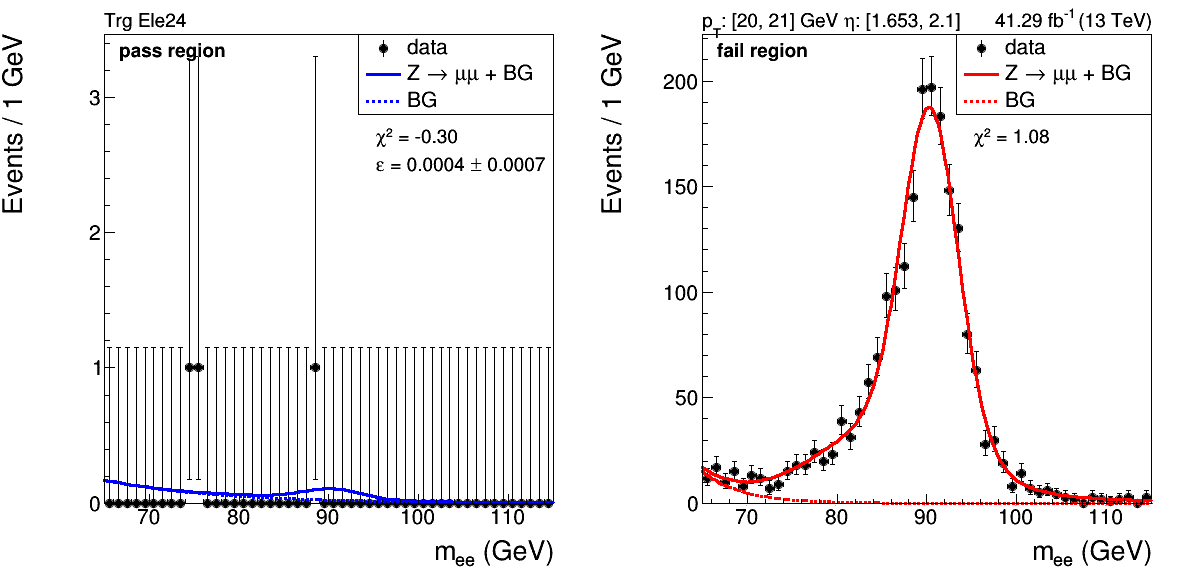 Trg Ele24
pass region
data
Z → μμ + BG
BG
χ² = -0.30
ε = 0.0004 ± 0.0007
Events / 1 GeV
3
2
1
0
70 80 90 100 110
m_ee (GeV)
p_T: [20, 21] GeV η: [1.653, 2.1] 41.29 fb⁻¹ (13 TeV)
fail region
data
Z → μμ + BG
BG
χ² = 1.08
Events / 1 GeV
200
150
100
50
0
70 80 90 100 110
m_ee (GeV)